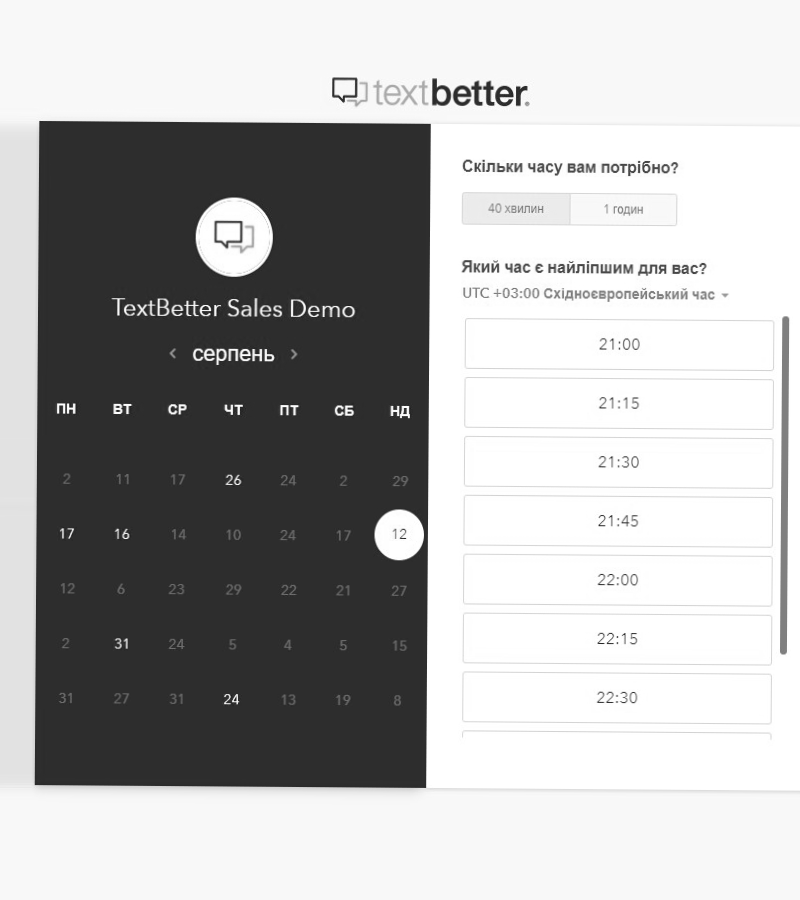 textbetter.
TextBetter Sales Demo
серпень
ПН ВТ СР ЧТ ПТ СБ НД
2 11 17 26 24 2 29
17 16 14 10 24 17 12
12 6 23 29 22 21 27
2 31 24 5 4 5 15
31 27 31 24 13 19 8
Скільки часу вам потрібно?
40 хвилин 1 годин
Який час є найліпшим для вас?
UTC +03:00 Східноєвропейський час
21:00
21:15
21:30
21:45
22:00
22:15
22:30